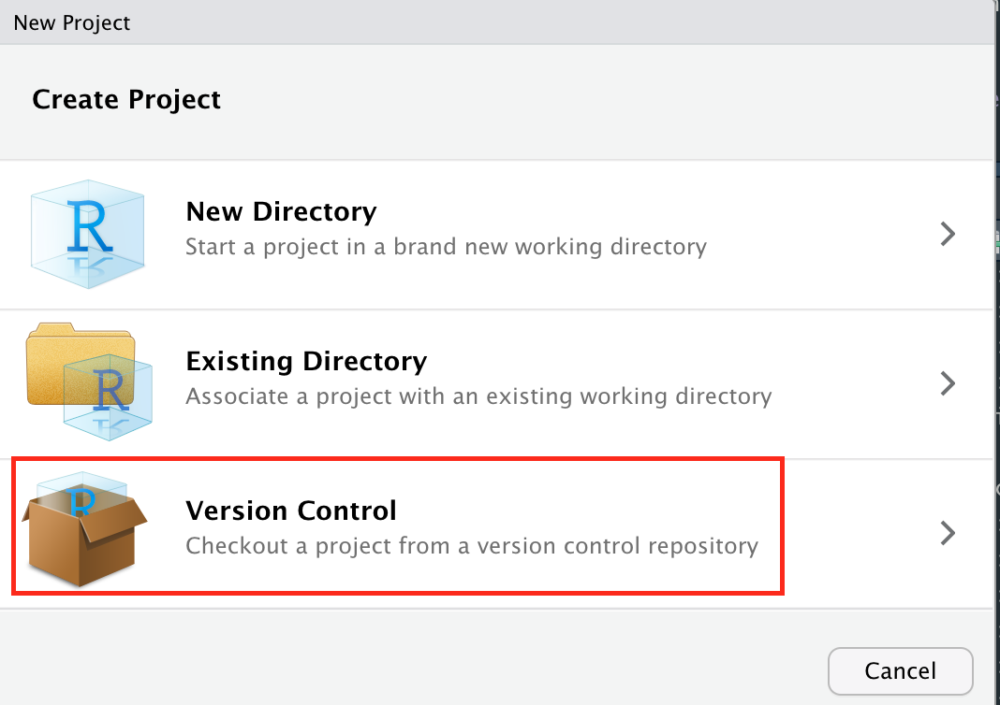 New Project
Create Project
R
New Directory
Start a project in a brand new working directory
R
Existing Directory
Associate a project with an existing working directory
R
Version Control
Checkout a project from a version control repository
Cancel